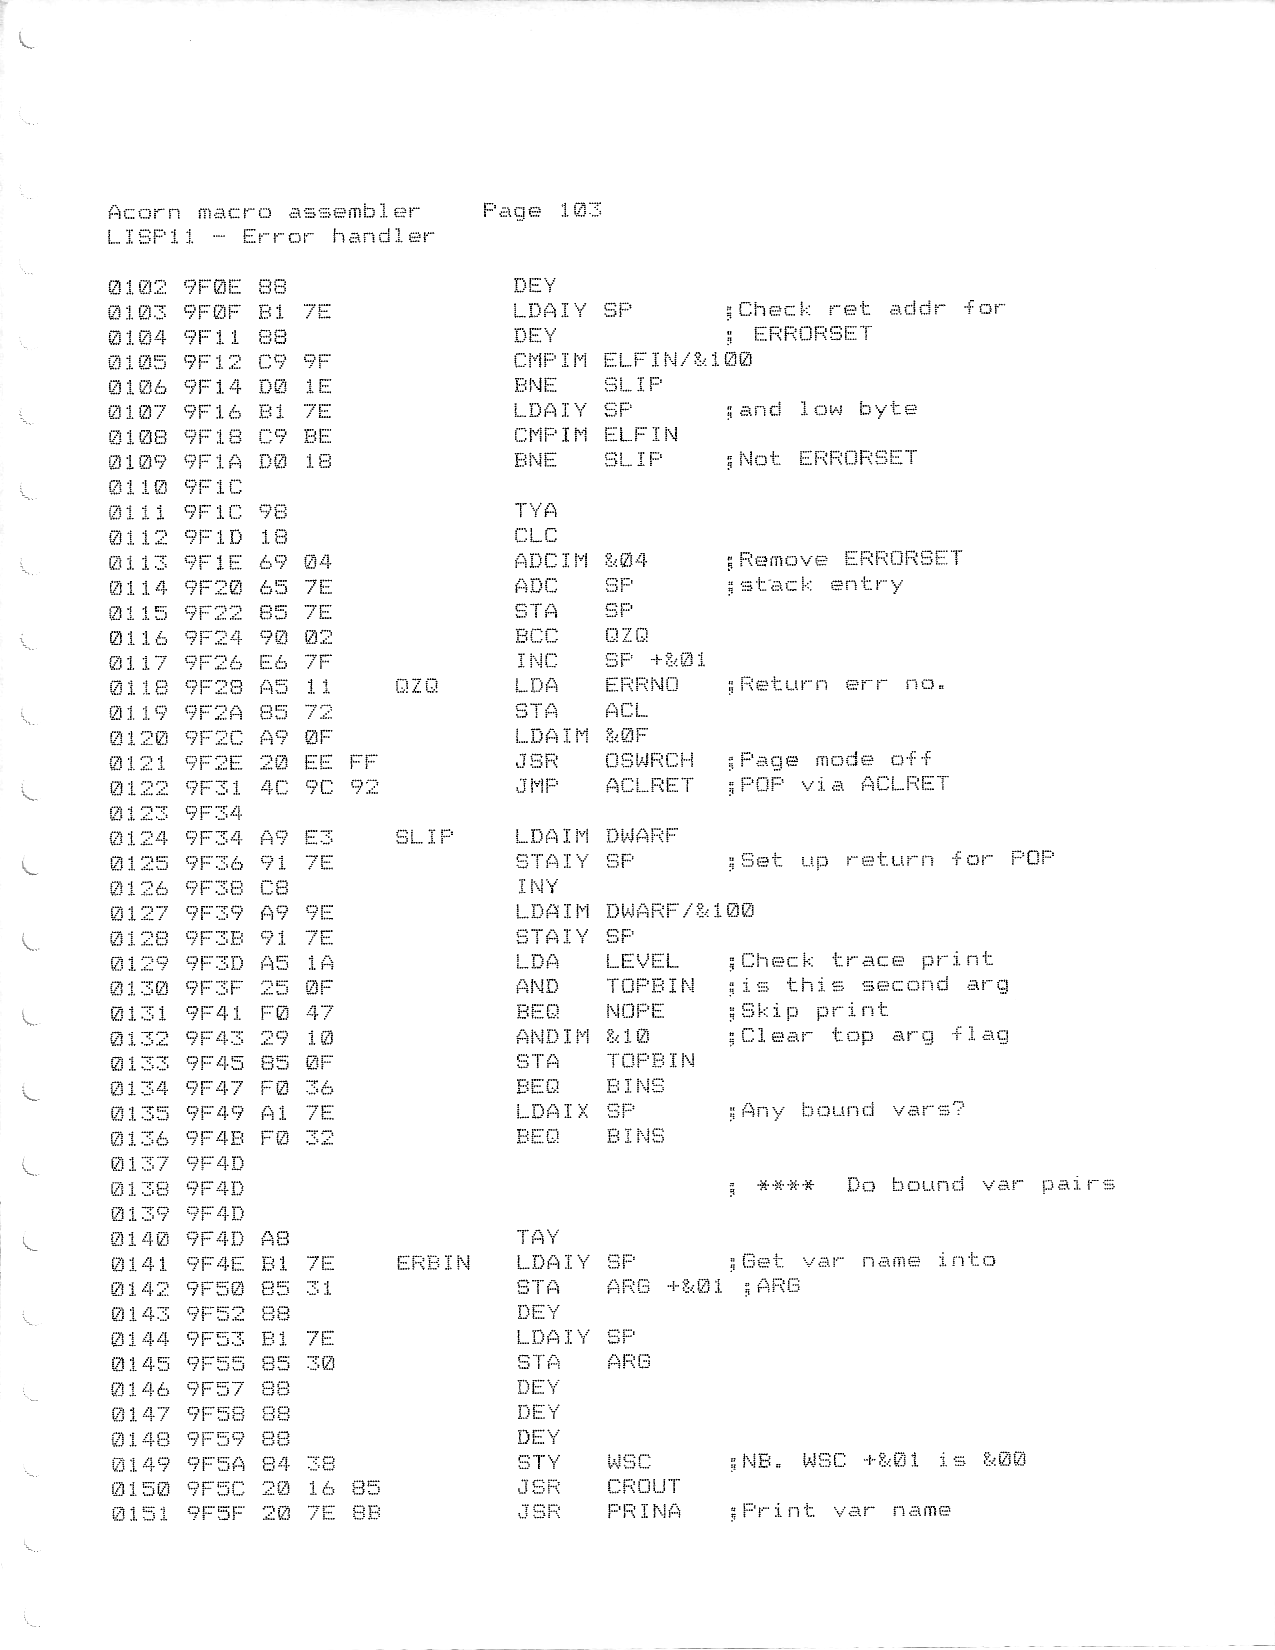 Acorn macro assembler    Page 103
LISP11 - Error handler
0102 9F0E 88               DEY
0103 9F0F B1 7E            LDAIY SP      ;Check ret addr for
0104 9F11 88               DEY           ; ERRORSET
0105 9F12 C9 9F            CMPIM ELFIN/&100
0106 9F14 D0 1E            BNE   SLIP
0107 9F16 B1 7E            LDAIY SP      ;and low byte
0108 9F18 C9 BE            CMPIM ELFIN
0109 9F1A D0 18            BNE   SLIP    ;Not ERRORSET
0110 9F1C
0111 9F1C 98               TYA
0112 9F1D 18               CLC
0113 9F1E 69 04            ADCIM &04     ;Remove ERRORSET
0114 9F20 65 7E            ADC   SP      ;stack entry
0115 9F22 85 7E            STA   SP
0116 9F24 90 02            BCC   QZQ
0117 9F26 E6 7F            INC   SP +&01
0118 9F28 A5 11    QZQ     LDA   ERRNO   ;Return err no.
0119 9F2A 85 72            STA   ACL
0120 9F2C A9 0F            LDAIM &0F
0121 9F2E 20 EE FF         JSR   OSWRCH  ;Page mode off
0122 9F31 4C 9C 92         JMP   ACLRET  ;POP via ACLRET
0123 9F34
0124 9F34 A9 E3    SLIP    LDAIM DWARF
0125 9F36 91 7E            STAIY SP      ;Set up return for POP
0126 9F38 C8               INY
0127 9F39 A9 9E            LDAIM DWARF/&100
0128 9F3B 91 7E            STAIY SP
0129 9F3D A5 1A            LDA   LEVEL   ;Check trace print
0130 9F3F 25 0F            AND   TOPBIN  ;is this second arg
0131 9F41 F0 47            BEQ   NOPE    ;Skip print
0132 9F43 29 10            ANDIM &10     ;Clear top arg flag
0133 9F45 85 0F            STA   TOPBIN
0134 9F47 F0 36            BEQ   BINS
0135 9F49 A1 7E            LDAIX SP      ;Any bound vars?
0136 9F4B F0 32            BEQ   BINS
0137 9F4D
0138 9F4D                                ; ****  Do bound var pairs
0139 9F4D
0140 9F4D A8               TAY
0141 9F4E B1 7E    ERBIN   LDAIY SP      ;Get var name into
0142 9F50 85 31            STA   ARG +&01 ;ARG
0143 9F52 88               DEY
0144 9F53 B1 7E            LDAIY SP
0145 9F55 85 30            STA   ARG
0146 9F57 88               DEY
0147 9F58 88               DEY
0148 9F59 88               DEY
0149 9F5A 84 38            STY   WSC     ;NB. WSC +&01 is &00
0150 9F5C 20 16 85         JSR   CROUT
0151 9F5F 20 7E 8B         JSR   PRINA   ;Print var name